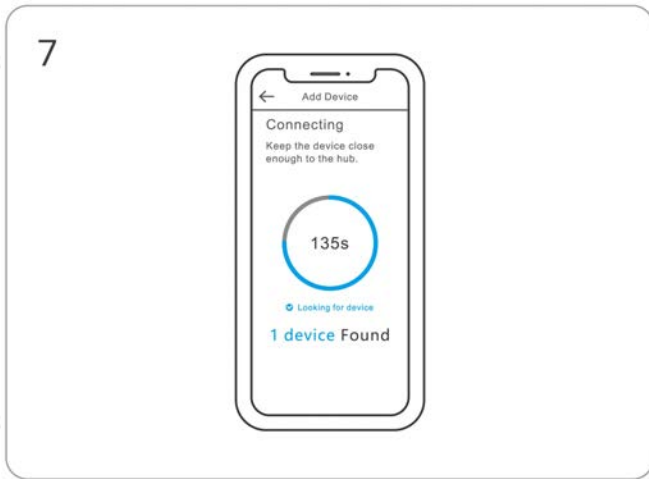 7
Add Device
Connecting
Keep the device close
enough to the hub.
135s
Looking for device
1 device Found